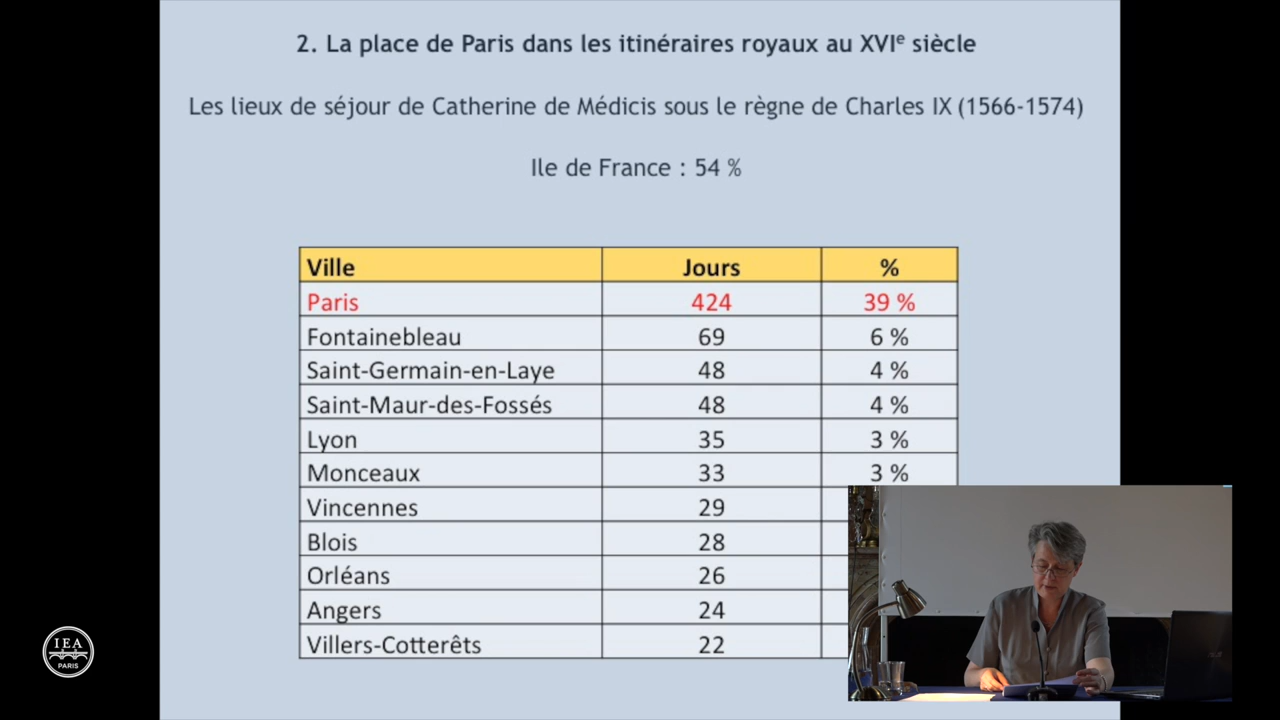 2. La place de Paris dans les itinéraires royaux au XVIᵉ siècle
Les lieux de séjour de Catherine de Médicis sous le règne de Charles IX (1566-1574)
Ile de France : 54 %
Ville Jours %
Paris 424 39 %
Fontainebleau 69 6 %
Saint-Germain-en-Laye 48 4 %
Saint-Maur-des-Fossés 48 4 %
Lyon 35 3 %
Monceaux 33 3 %
Vincennes 29
Blois 28
Orléans 26
Angers 24
Villers-Cotterêts 22
IEA
PARIS